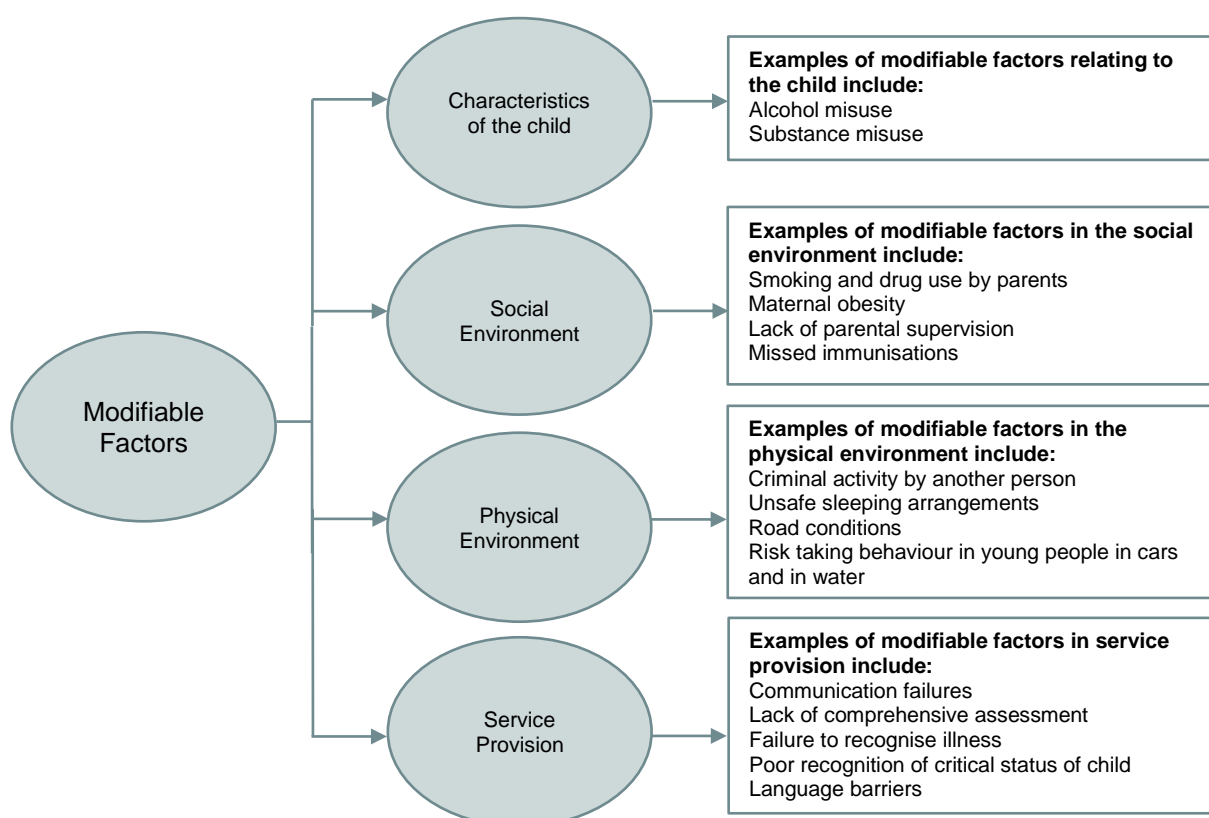 Modifiable
Factors
Characteristics
of the child
Examples of modifiable factors relating to
the child include:
Alcohol misuse
Substance misuse
Social
Environment
Examples of modifiable factors in the social
environment include:
Smoking and drug use by parents
Maternal obesity
Lack of parental supervision
Missed immunisations
Physical
Environment
Examples of modifiable factors in the
physical environment include:
Criminal activity by another person
Unsafe sleeping arrangements
Road conditions
Risk taking behaviour in young people in cars
and in water
Service
Provision
Examples of modifiable factors in service
provision include:
Communication failures
Lack of comprehensive assessment
Failure to recognise illness
Poor recognition of critical status of child
Language barriers